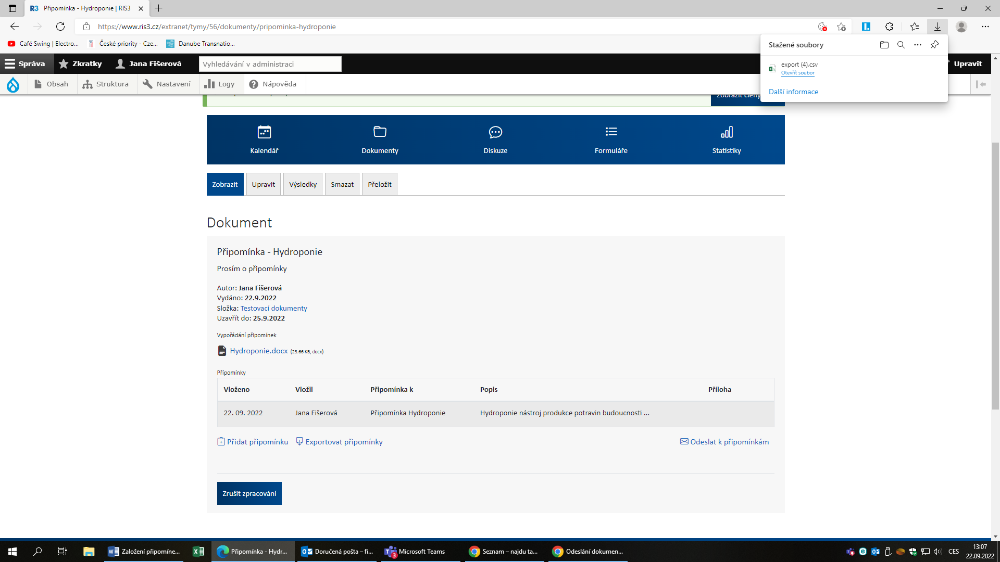 Připomínka - Hydroponie | RIS3
https://www.ris3.cz/extranet/tymy/56/dokumenty/pripominka-hydroponie
Café Swing | Electro...
České priority - Cze...
Danube Transnatio...
Stažené soubory
export (4).csv
Otevřít soubor
Další informace
Správa
Zkratky
Jana Fišerová
Vyhledávání v administraci
Upravit
Obsah
Struktura
Nastavení
Logy
Nápověda
Kalendář
Dokumenty
Diskuze
Formuláře
Statistiky
Zobrazit
Upravit
Výsledky
Smazat
Přeložit
Dokument
Připomínka - Hydroponie
Prosím o připomínky
Autor: Jana Fišerová
Vydáno: 22.9.2022
Složka: Testovací dokumenty
Uzavřít do: 25.9.2022
Vypořádání připomínek
Hydroponie.docx (23.66 KB, docx)
Přípomínky
Vloženo Vložil Připomínka k Popis Příloha
22. 09. 2022 Jana Fišerová Připomínka Hydroponie Hydroponie nástroj produkce potravin budoucnosti ...
Přidat připomínku
Exportovat připomínky
Odeslat k připomínkám
Zrušit zpracování
Založení připomíne...
Připomínka - Hydr...
Doručená pošta – fi...
Microsoft Teams
Seznam – najdu ta...
Odeslání dokumen...
CES
13:07
22.09.2022